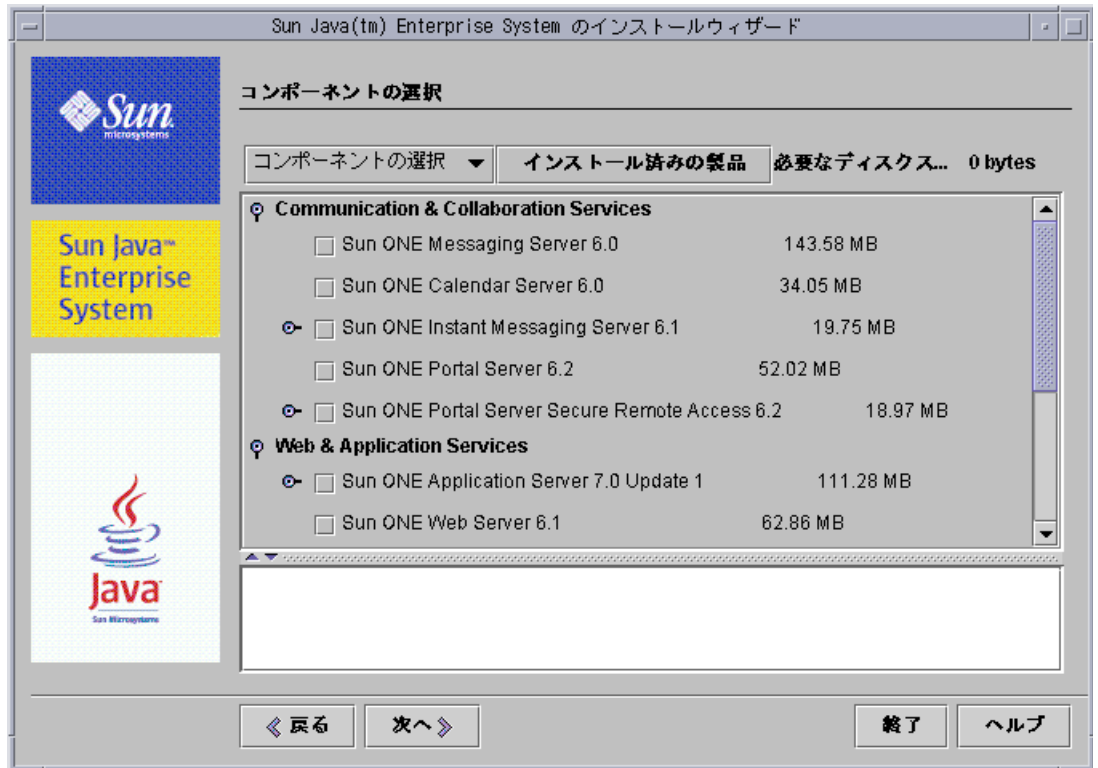 Sun Java(tm) Enterprise System のインストールウィザード
Sun
microsystems
Sun Java™
Enterprise
System
Java
Sun Microsystems
コンポーネントの選択
コンポーネントの選択 インストール済みの製品 必要なディスクス... 0 bytes
Communication & Collaboration Services
Sun ONE Messaging Server 6.0 143.58 MB
Sun ONE Calendar Server 6.0 34.05 MB
Sun ONE Instant Messaging Server 6.1 19.75 MB
Sun ONE Portal Server 6.2 52.02 MB
Sun ONE Portal Server Secure Remote Access 6.2 18.97 MB
Web & Application Services
Sun ONE Application Server 7.0 Update 1 111.28 MB
Sun ONE Web Server 6.1 62.86 MB
戻る 次へ 終了 ヘルプ